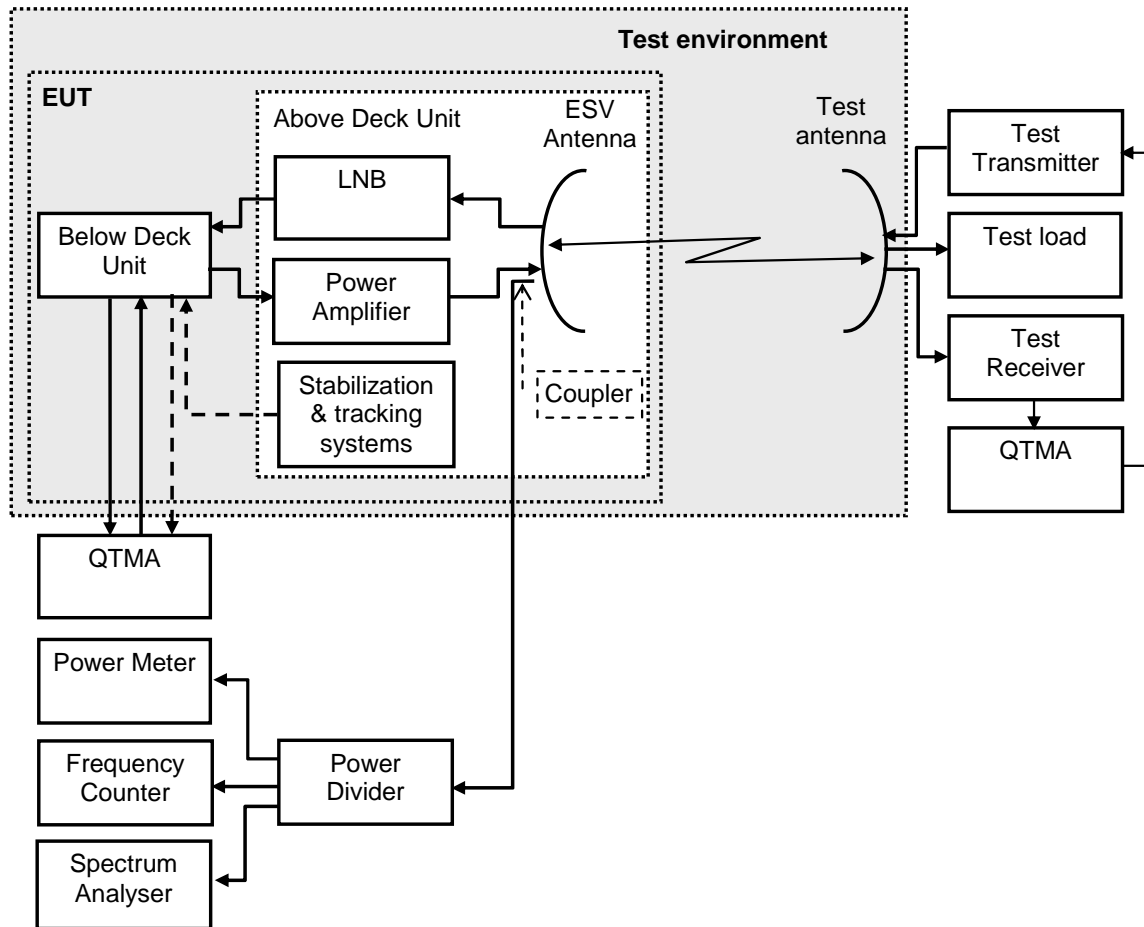 Test environment
EUT
Above Deck Unit
ESV
Antenna
Test
antenna
Test
Transmitter
LNB
Below Deck
Unit
Test load
Power
Amplifier
Test
Receiver
Stabilization
& tracking
systems
Coupler
QTMA
QTMA
Power Meter
Frequency
Counter
Power
Divider
Spectrum
Analyser